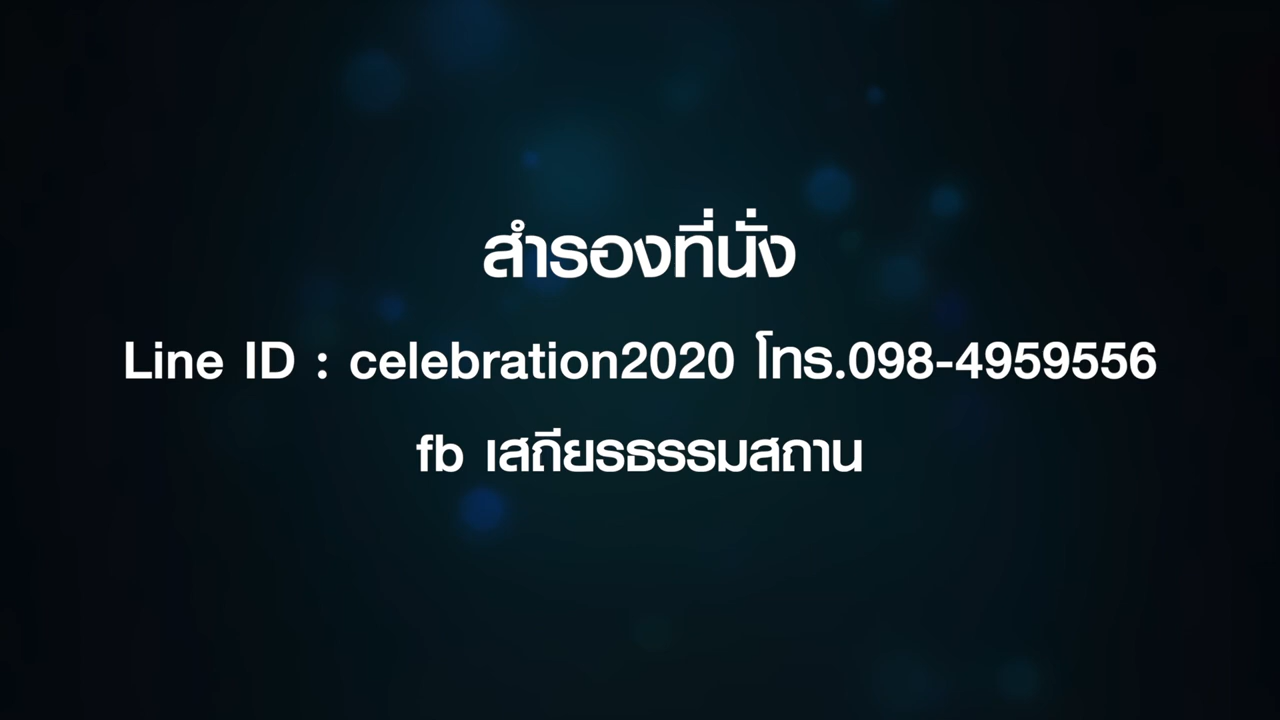 สำรองที่นั่ง
Line ID : celebration2020 โทร.098-4959556
fb เสถียรธรรมสถาน